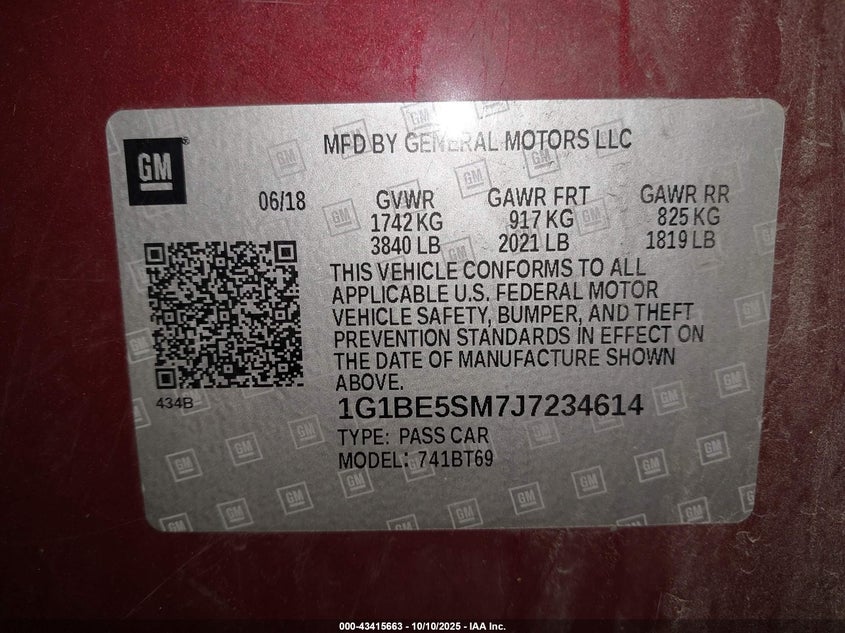 MFD BY GENERAL MOTORS LLC
GM
06/18
GVWR GAWR FRT GAWR RR
1742 KG 917 KG 825 KG
3840 LB 2021 LB 1819 LB
THIS VEHICLE CONFORMS TO ALL
APPLICABLE U.S. FEDERAL MOTOR
VEHICLE SAFETY, BUMPER, AND THEFT
PREVENTION STANDARDS IN EFFECT ON
THE DATE OF MANUFACTURE SHOWN
ABOVE.
434B
1G1BE5SM7J7234614
TYPE: PASS CAR
MODEL: 741BT69
000-43415663 - 10/10/2025 - IAA Inc.